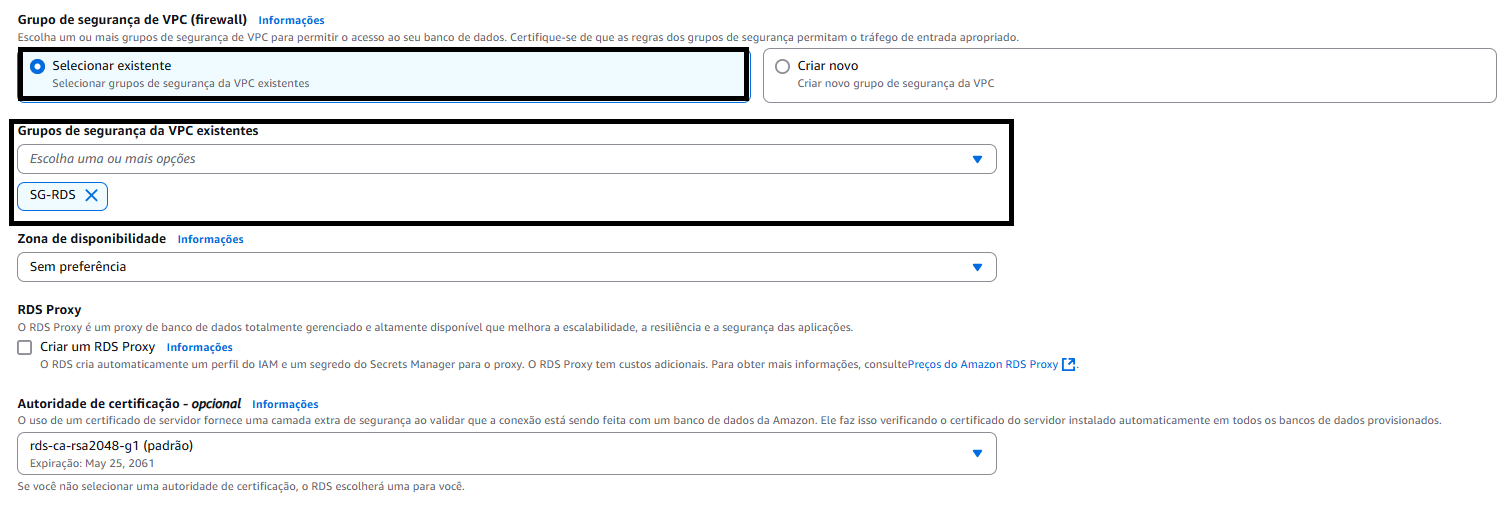 Grupo de segurança de VPC (firewall) Informações
Escolha um ou mais grupos de segurança de VPC para permitir o acesso ao seu banco de dados. Certifique-se de que as regras dos grupos de segurança permitam o tráfego de entrada apropriado.
Selecionar existente
Selecionar grupos de segurança da VPC existentes
Criar novo
Criar novo grupo de segurança da VPC
Grupos de segurança da VPC existentes
Escolha uma ou mais opções
SG-RDS
Zona de disponibilidade Informações
Sem preferência
RDS Proxy
O RDS Proxy é um proxy de banco de dados totalmente gerenciado e altamente disponível que melhora a escalabilidade, a resiliência e a segurança das aplicações.
Criar um RDS Proxy Informações
O RDS cria automaticamente um perfil do IAM e um segredo do Secrets Manager para o proxy. O RDS Proxy tem custos adicionais. Para obter mais informações, consultePreços do Amazon RDS Proxy.
Autoridade de certificação - opcional Informações
O uso de um certificado de servidor fornece uma camada extra de segurança ao validar que a conexão está sendo feita com um banco de dados da Amazon. Ele faz isso verificando o certificado do servidor instalado automaticamente em todos os bancos de dados provisionados.
rds-ca-rsa2048-g1 (padrão)
Expiração: May 25, 2061
Se você não selecionar uma autoridade de certificação, o RDS escolherá uma para você.